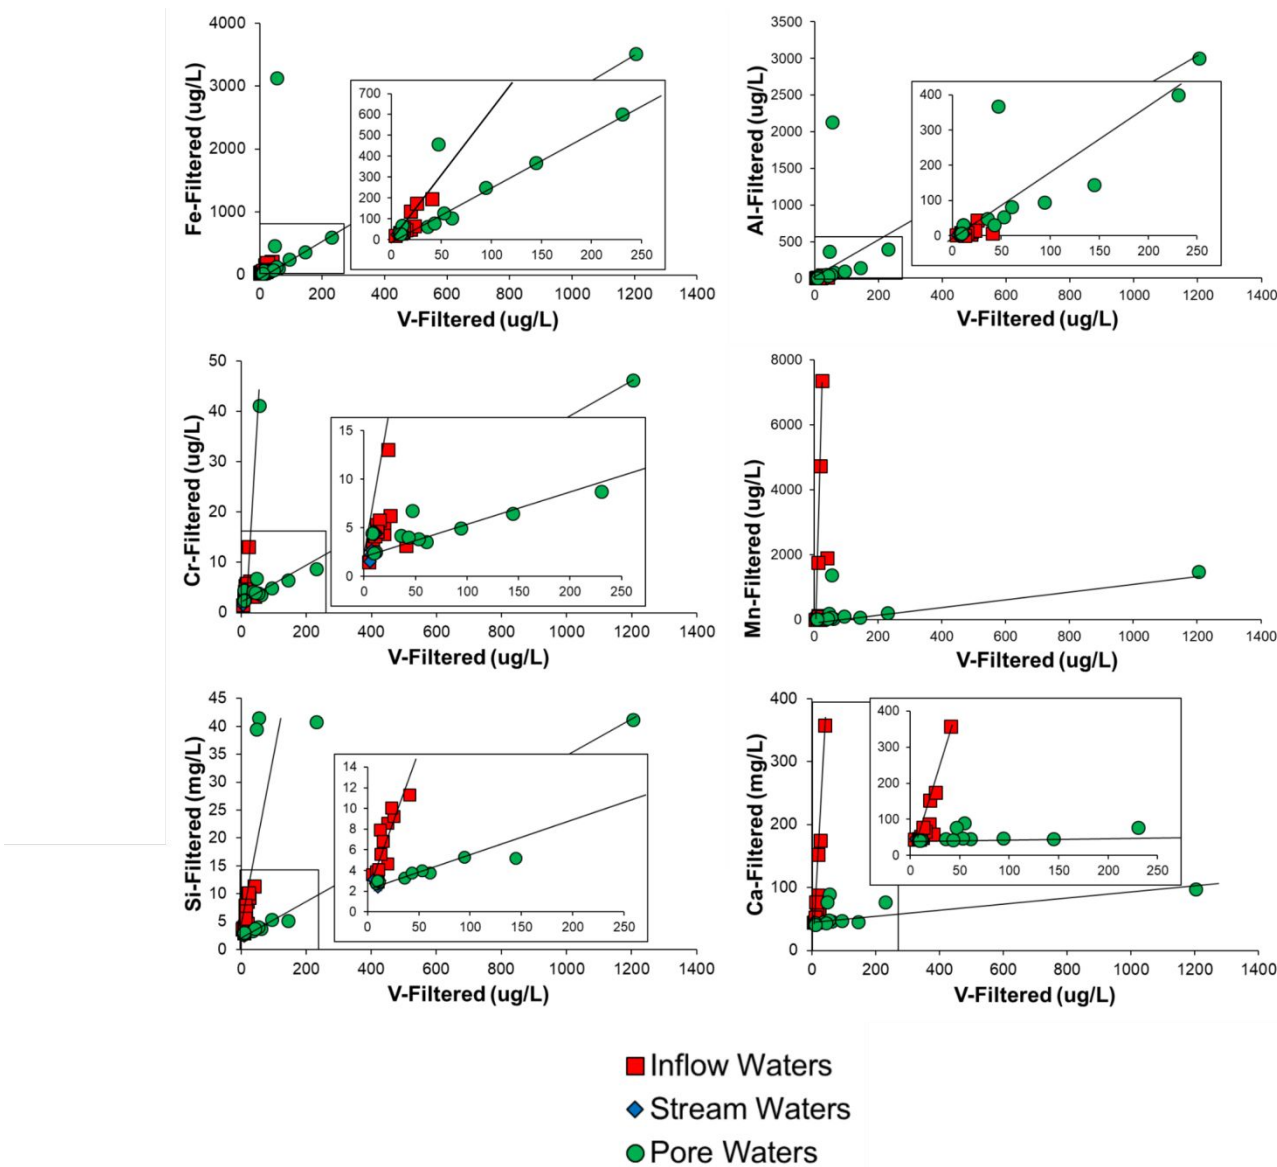 4000
3000
2000
1000
0
Fe-Filtered (ug/L)
700
600
500
400
300
200
100
0
0 50 100 150 200 250
0 200 400 600 800 1000 1200 1400
V-Filtered (ug/L)
3500
3000
2500
2000
1500
1000
500
0
Al-Filtered (ug/L)
400
300
200
100
0
0 50 100 150 200 250
0 200 400 600 800 1000 1200 1400
V-Filtered (ug/L)
50
40
30
20
10
0
Cr-Filtered (ug/L)
15
10
5
0
0 50 100 150 200 250
0 200 400 600 800 1000 1200 1400
V-Filtered (ug/L)
8000
6000
4000
2000
0
Mn-Filtered (ug/L)
0 200 400 600 800 1000 1200 1400
V-Filtered (ug/L)
45
40
35
30
25
20
15
10
5
0
Si-Filtered (mg/L)
14
12
10
8
6
4
2
0
0 50 100 150 200 250
0 200 400 600 800 1000 1200 1400
V-Filtered (ug/L)
400
300
200
100
0
Ca-Filtered (mg/L)
400
300
200
100
0
0 50 100 150 200 250
0 200 400 600 800 1000 1200 1400
V-Filtered (ug/L)
Inflow Waters
Stream Waters
Pore Waters